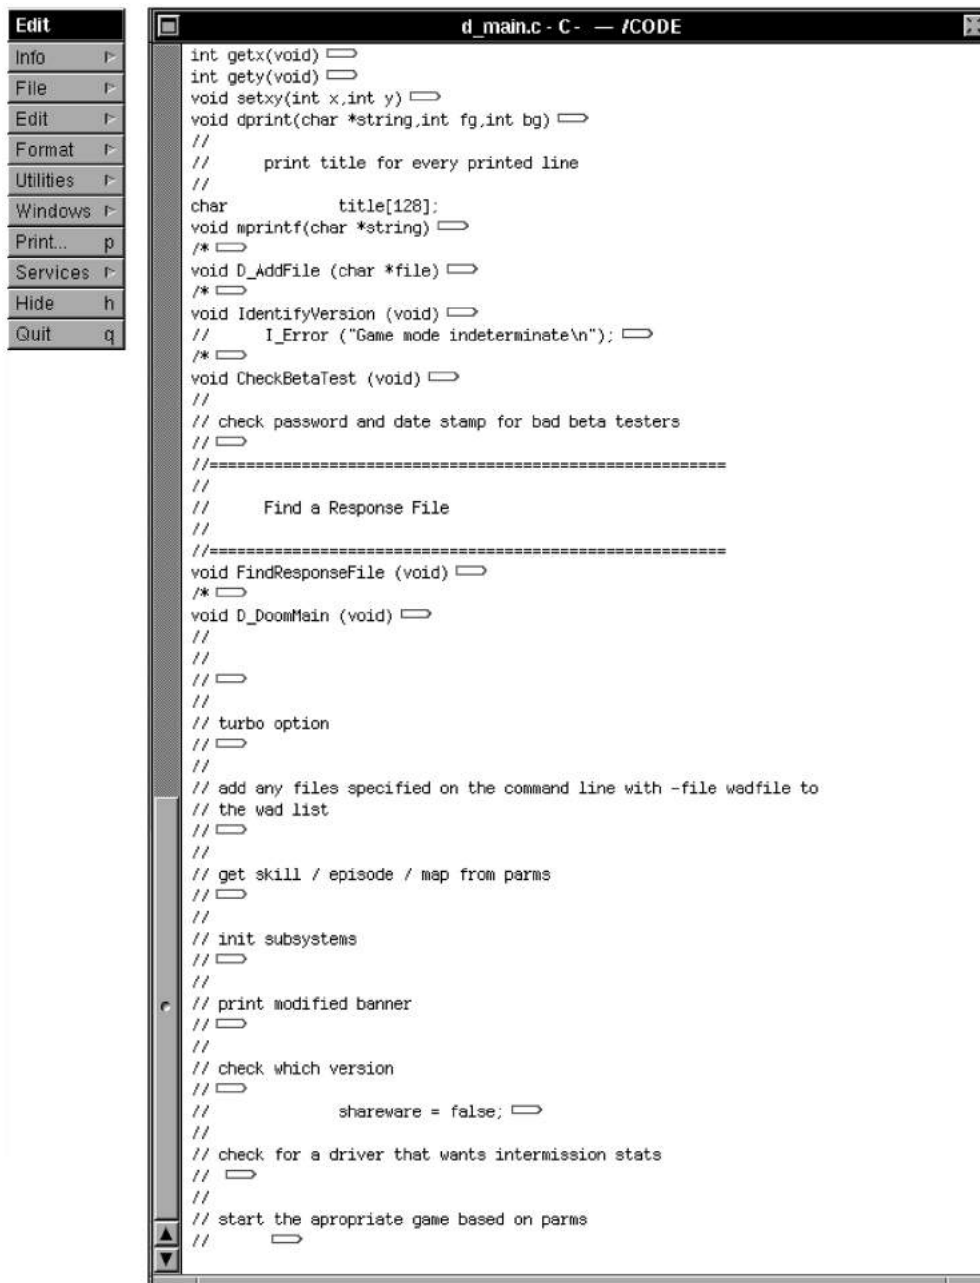 Edit
Info
File
Edit
Format
Utilities
Windows
Print... p
Services
Hide h
Quit q
d_main.c - C - — /CODE
int getx(void)
int gety(void)
void setxy(int x,int y)
void dprint(char *string,int fg,int bg)
//
// print title for every printed line
//
char title[128];
void mprintf(char *string)
/*
void D_AddFile (char *file)
/*
void IdentifyVersion (void)
// I_Error ("Game mode indeterminate\n");
/*
void CheckBetaTest (void)
//
// check password and date stamp for bad beta testers
//
//========================================================
//
// Find a Response File
//
//========================================================
void FindResponseFile (void)
/*
void D_DoomMain (void)
//
//
//
//
// turbo option
//
//
// add any files specified on the command line with -file wadfile to
// the wad list
//
//
// get skill / episode / map from parms
//
//
// init subsystems
//
//
// print modified banner
//
//
// check which version
//
// shareware = false;
//
// check for a driver that wants intermission stats
//
//
// start the apropriate game based on parms
//